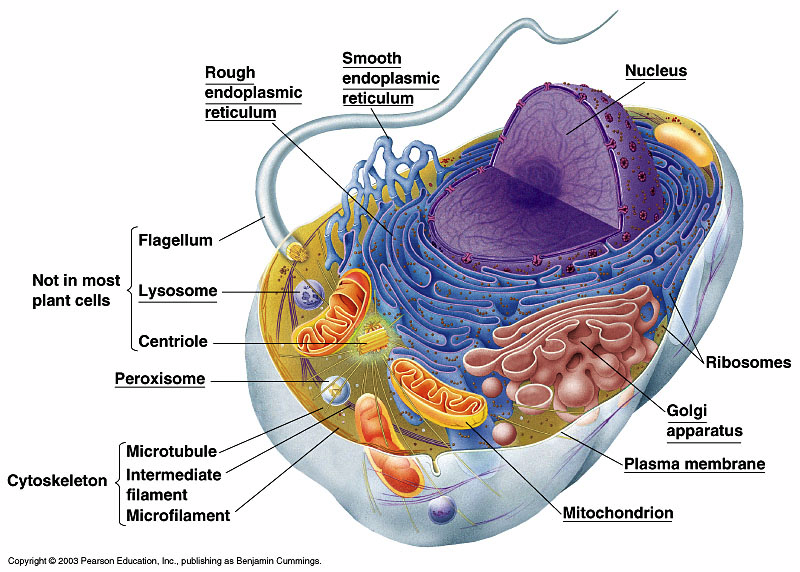 Smooth
endoplasmic
reticulum
Rough
endoplasmic
reticulum
Nucleus
Not in most
plant cells
Flagellum
Lysosome
Centriole
Peroxisome
Ribosomes
Golgi
apparatus
Plasma membrane
Mitochondrion
Cytoskeleton
Microtubule
Intermediate
filament
Microfilament
Copyright © 2003 Pearson Education, Inc., publishing as Benjamin Cummings.